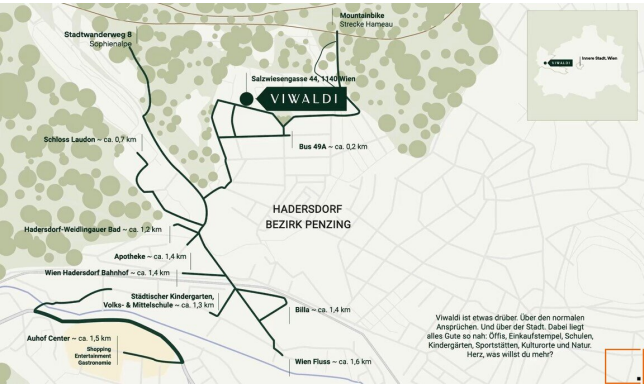 Mountainbike
Strecke Hameau
Stadtwanderweg 8
Sophienalpe
Salzwiesengasse 44, 1140 Wien
VIWALDI
VIWALDI
Innere Stadt, Wien
Schloss Laudon ~ ca. 0,7 km
Bus 49A ~ ca. 0,2 km
HADERSDORF
BEZIRK PENZING
Hadersdorf-Weidlingauer Bad ~ ca. 1,2 km
Apotheke ~ ca. 1,4 km
Wien Hadersdorf Bahnhof ~ ca. 1,4 km
Städtischer Kindergarten,
Volks- & Mittelschule ~ ca. 1,3 km
Billa ~ ca. 1,4 km
Auhof Center ~ ca. 1,5 km
Shopping
Entertainment
Gastronomie
Wien Fluss ~ ca. 1,6 km
Viwaldi ist etwas drüber. Über den normalen
Ansprüchen. Und über der Stadt. Dabei liegt
alles Gute so nah: Öffis, Einkaufstempel, Schulen,
Kindergärten, Sportstätten, Kulturorte und Natur.
Herz, was willst du mehr?